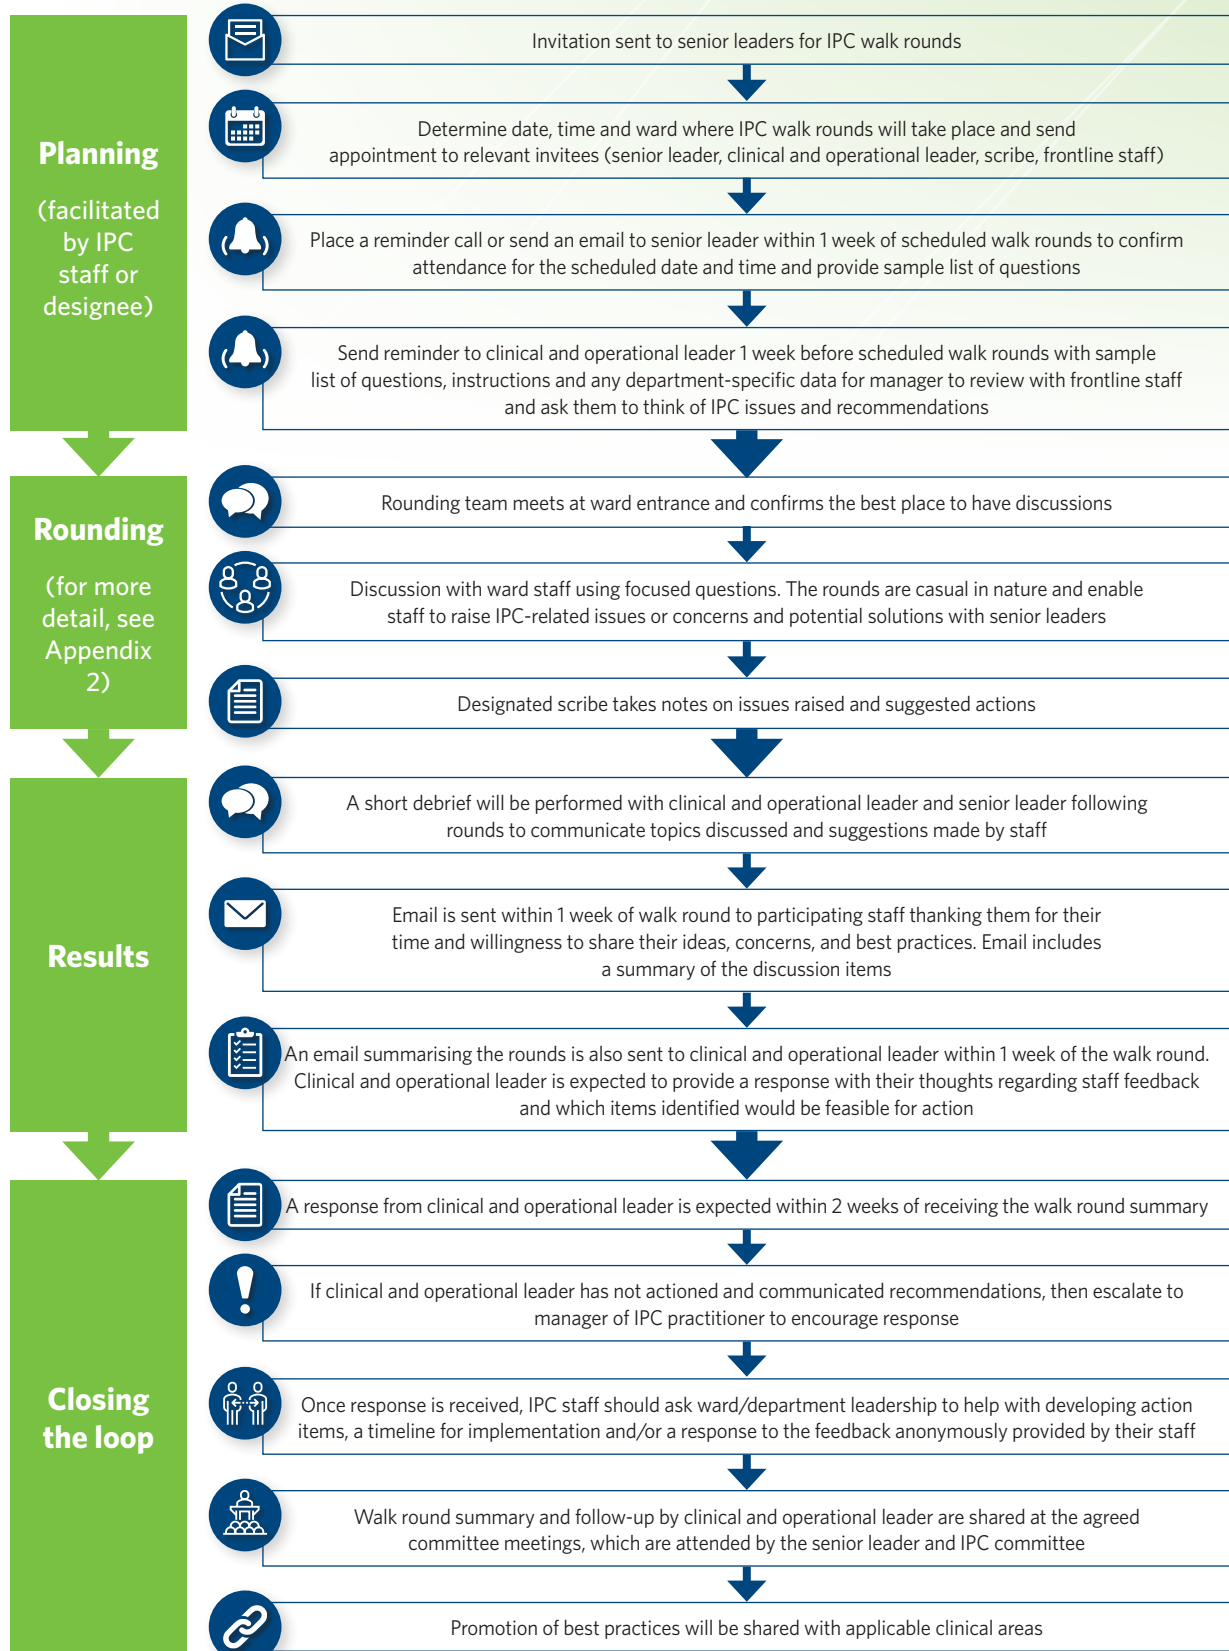 Planning
(facilitated
by IPC
staff or
designee)
Invitation sent to senior leaders for IPC walk rounds
Determine date, time and ward where IPC walk rounds will take place and send
appointment to relevant invitees (senior leader, clinical and operational leader, scribe, frontline staff)
Place a reminder call or send an email to senior leader within 1 week of scheduled walk rounds to confirm
attendance for the scheduled date and time and provide sample list of questions
Send reminder to clinical and operational leader 1 week before scheduled walk rounds with sample
list of questions, instructions and any department-specific data for manager to review with frontline staff
and ask them to think of IPC issues and recommendations
Rounding
(for more
detail, see
Appendix
2)
Rounding team meets at ward entrance and confirms the best place to have discussions
Discussion with ward staff using focused questions. The rounds are casual in nature and enable
staff to raise IPC-related issues or concerns and potential solutions with senior leaders
Designated scribe takes notes on issues raised and suggested actions
Results
A short debrief will be performed with clinical and operational leader and senior leader following
rounds to communicate topics discussed and suggestions made by staff
Email is sent within 1 week of walk round to participating staff thanking them for their
time and willingness to share their ideas, concerns, and best practices. Email includes
a summary of the discussion items
An email summarising the rounds is also sent to clinical and operational leader within 1 week of the walk round.
Clinical and operational leader is expected to provide a response with their thoughts regarding staff feedback
and which items identified would be feasible for action
Closing
the loop
A response from clinical and operational leader is expected within 2 weeks of receiving the walk round summary
If clinical and operational leader has not actioned and communicated recommendations, then escalate to
manager of IPC practitioner to encourage response
Once response is received, IPC staff should ask ward/department leadership to help with developing action
items, a timeline for implementation and/or a response to the feedback anonymously provided by their staff
Walk round summary and follow-up by clinical and operational leader are shared at the agreed
committee meetings, which are attended by the senior leader and IPC committee
Promotion of best practices will be shared with applicable clinical areas